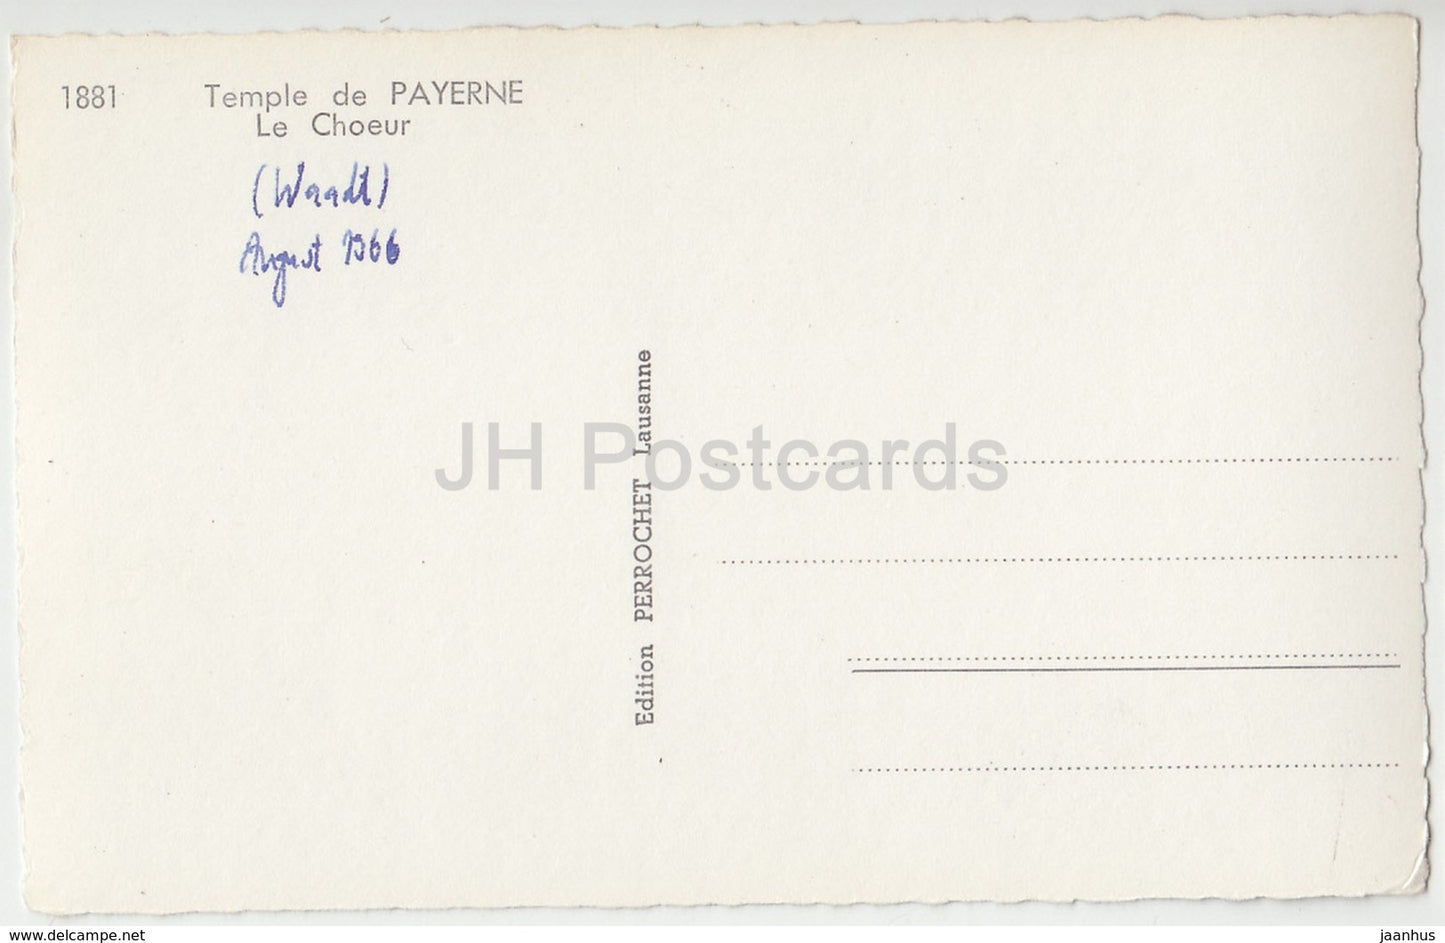 1881 Temple de PAYERNE
Le Choeur
(Waadt)
August 1966
Edition PERROCHET Lausanne
JH Postcards
www.delcampe.net
jaanhus